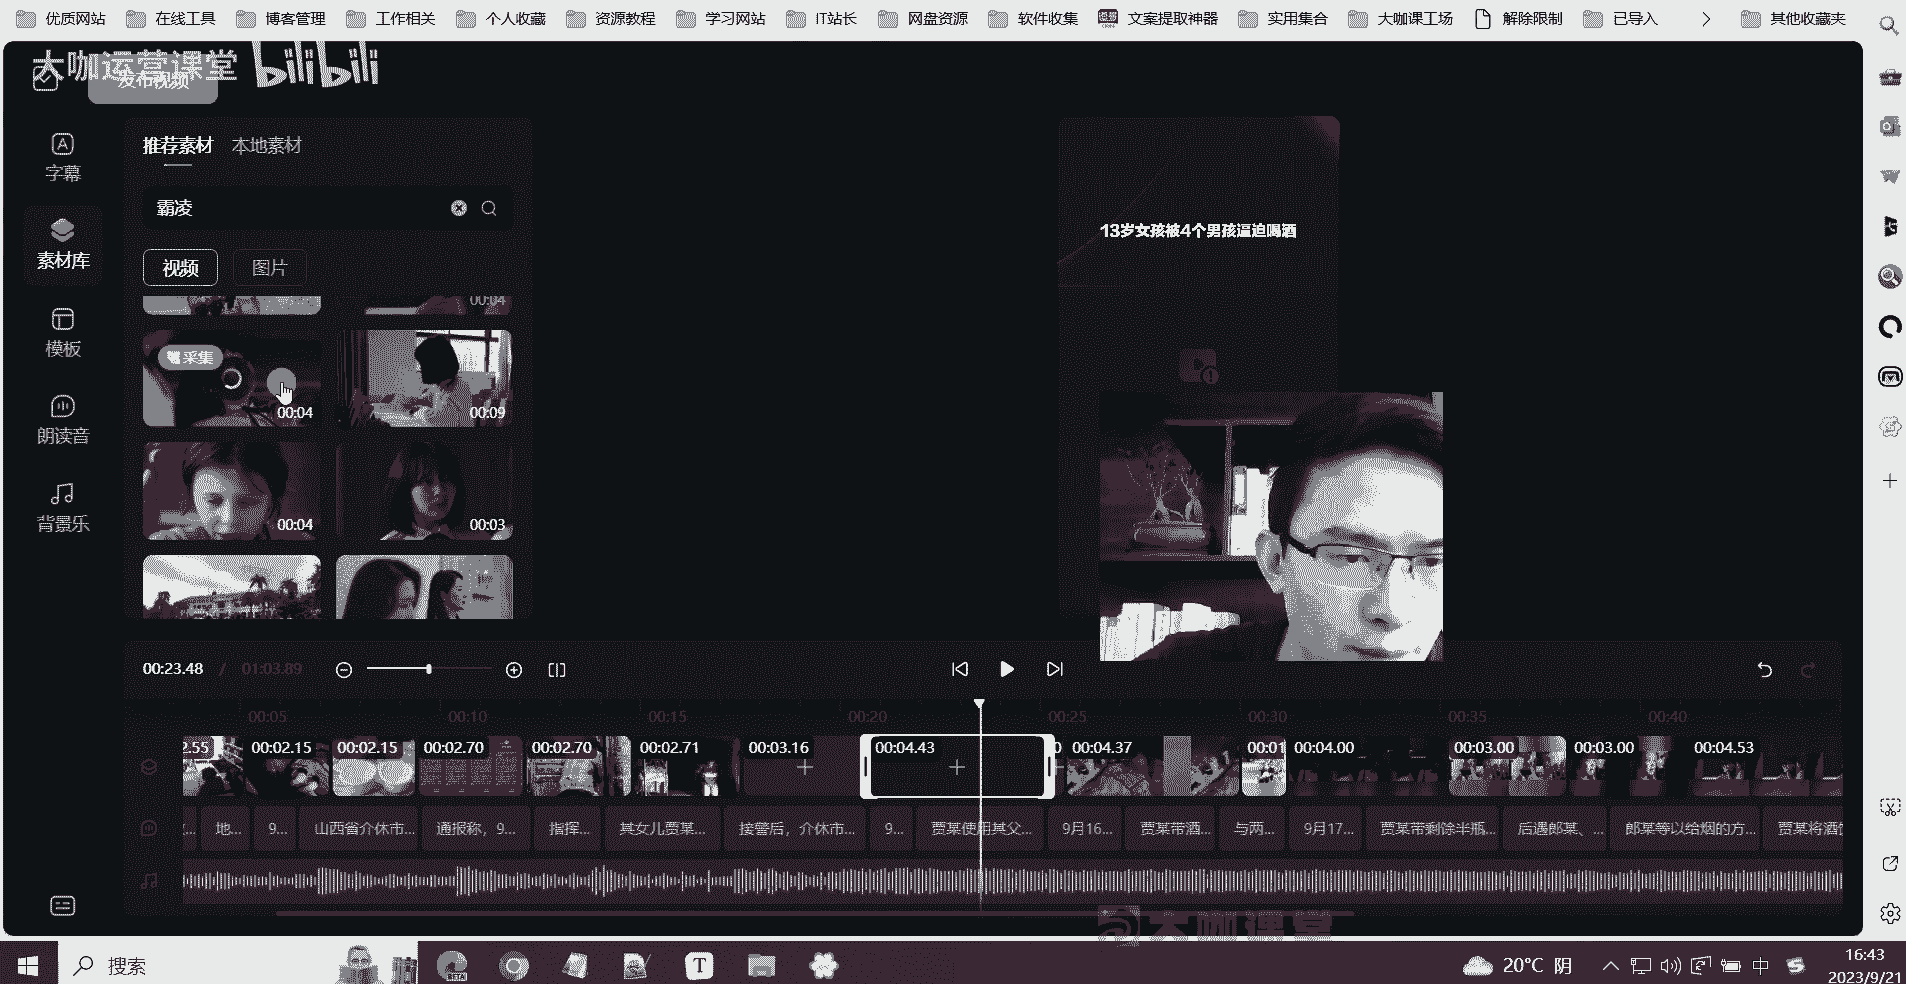 优质网站 在线工具 博客管理 工作相关 个人收藏 资源教程 学习网站 IT站长 网盘资源 软件收集 文案提取神器 实用集合 大咖课工场 解除限制 已导入 其他收藏夹
大咖运营课堂 bilibili
发布视频
推荐素材 本地素材
字幕
霸凌
素材库
视频 图片
13岁女孩被4个男孩逼迫喝酒
00:04
模板
采集
00:04 00:09
朗读音
00:04 00:03
背景乐
00:23.48 / 01:03.89
00:05 00:10 00:15 00:20 00:25 00:30 00:35 00:40
2.55 00:02.15 00:02.15 00:02.70 00:02.70 00:02.71 00:03.16 00:04.43 00:04.37 00:01 00:04.00 00:03.00 00:03.00 00:04.53
地... 9... 山西省介休市... 通报称，9... 指挥... 其女儿贾某... 接警后，介休市... 9... 贾某使用其父... 9月16... 贾某带酒... 与两... 9月17... 贾某带剩余半瓶... 后遇郎某、... 郎某等以给烟的方... 贾某将酒
大咖课堂
搜索
BETA
T
20°C 阴
中
16:43
2023/9/21